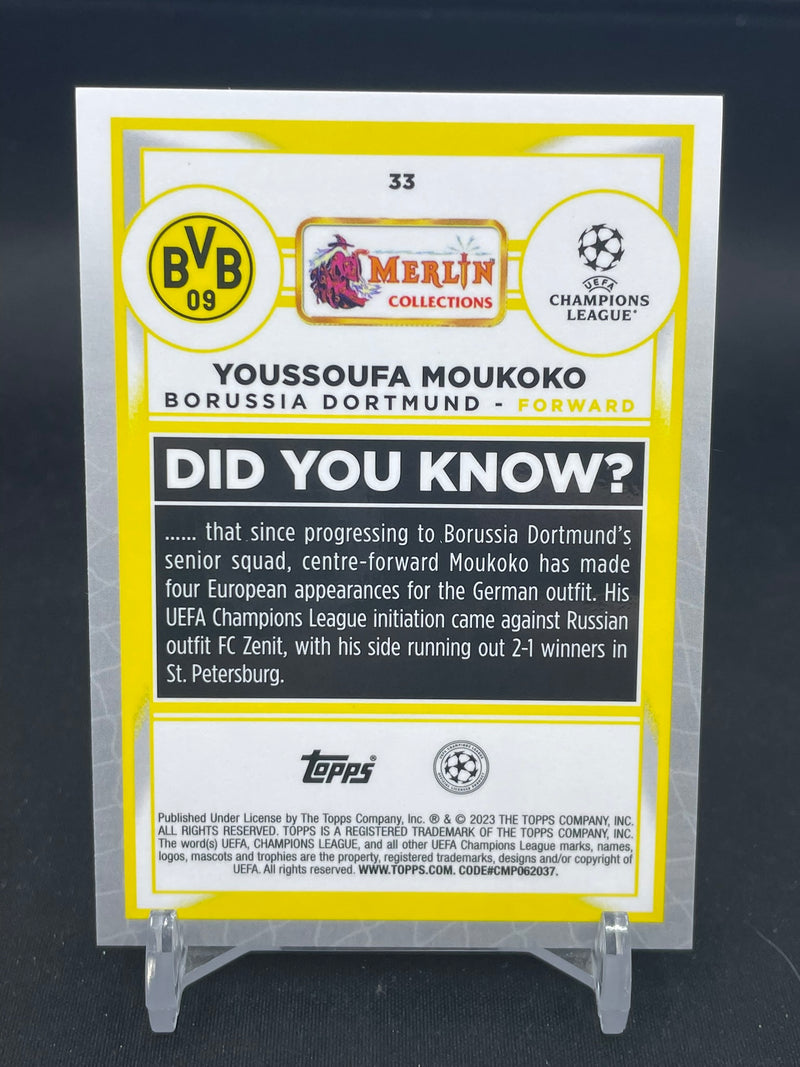 33
BVB
09
MERLIN
COLLECTIONS
UEFA
CHAMPIONS
LEAGUE®
YOUSSOUFA MOUKOKO
BORUSSIA DORTMUND - FORWARD
DID YOU KNOW?
...... that since progressing to Borussia Dortmund's
senior squad, centre-forward Moukoko has made
four European appearances for the German outfit. His
UEFA Champions League initiation came against Russian
outfit FC Zenit, with his side running out 2-1 winners in
St. Petersburg.
topps®
Published Under License by The Topps Company, Inc. ® & © 2023 THE TOPPS COMPANY, INC.
ALL RIGHTS RESERVED. TOPPS IS A REGISTERED TRADEMARK OF THE TOPPS COMPANY, INC.
The word(s) UEFA, CHAMPIONS LEAGUE, and all other UEFA Champions League marks, names,
logos, mascots and trophies are the property, registered trademarks, designs and/or copyright of
UEFA. All rights reserved. WWW.TOPPS.COM. CODE#CMP062037.